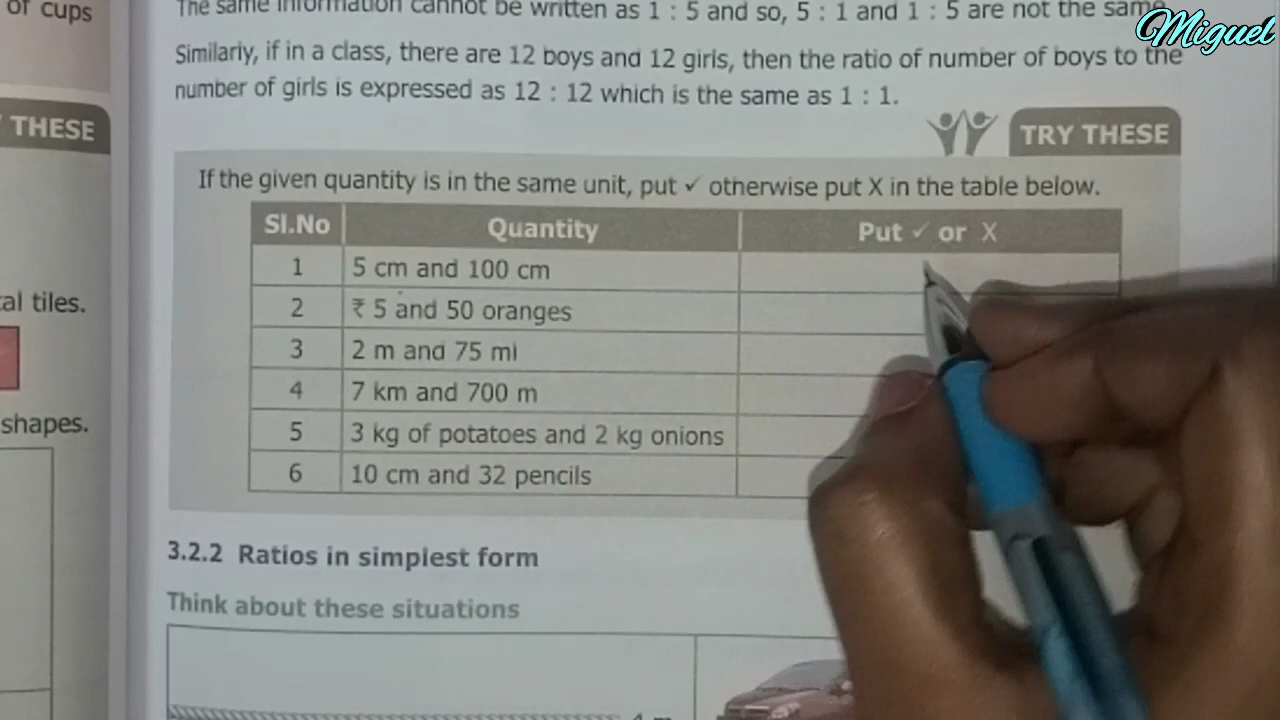 of cups
The same information cannot be written as 1 : 5 and so, 5 : 1 and 1 : 5 are not the same.
Miguel
Similarly, if in a class, there are 12 boys and 12 girls, then the ratio of number of boys to the
number of girls is expressed as 12 : 12 which is the same as 1 : 1.
THESE
TRY THESE
If the given quantity is in the same unit, put ✓ otherwise put X in the table below.
Sl.No Quantity Put ✓ or X
1 5 cm and 100 cm
2 ₹ 5 and 50 oranges
3 2 m and 75 ml
4 7 km and 700 m
5 3 kg of potatoes and 2 kg onions
6 10 cm and 32 pencils
tiles.
shapes.
3.2.2 Ratios in simplest form
Think about these situations